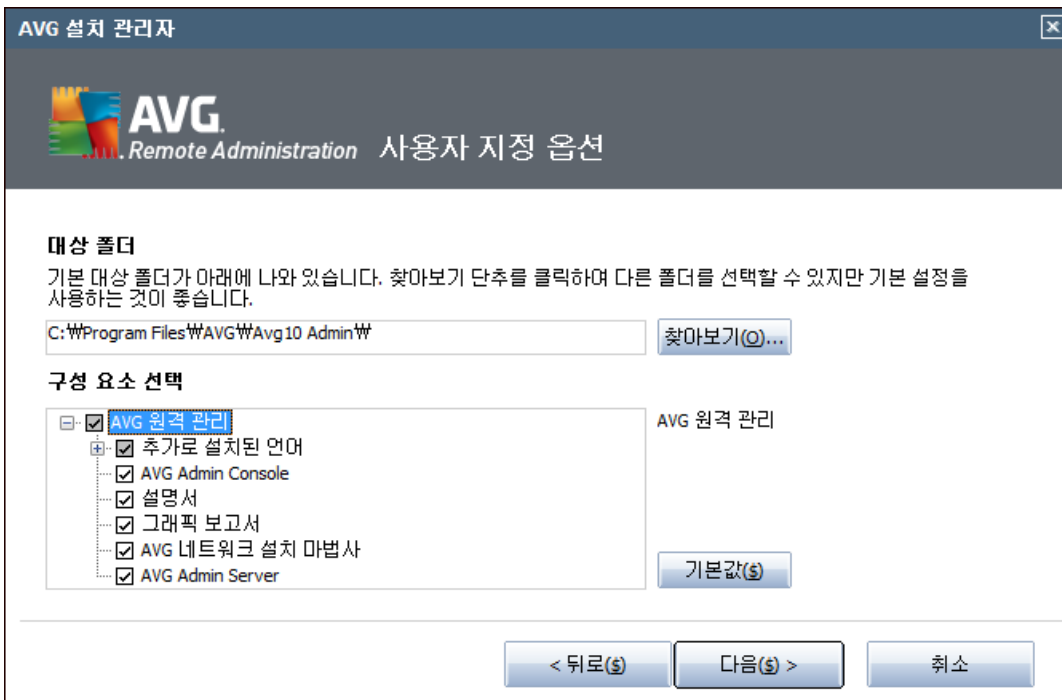 AVG 설치 관리자
AVG.
Remote Administration 사용자 지정 옵션
대상 폴더
기본 대상 폴더가 아래에 나와 있습니다. 찾아보기 단추를 클릭하여 다른 폴더를 선택할 수 있지만 기본 설정을
사용하는 것이 좋습니다.
C:₩Program Files₩AVG₩Avg10 Admin₩
찾아보기(O)...
구성 요소 선택
AVG 원격 관리
추가로 설치된 언어
AVG Admin Console
설명서
그래픽 보고서
AVG 네트워크 설치 마법사
AVG Admin Server
AVG 원격 관리
기본값($)
< 뒤로($)
다음($) >
취소